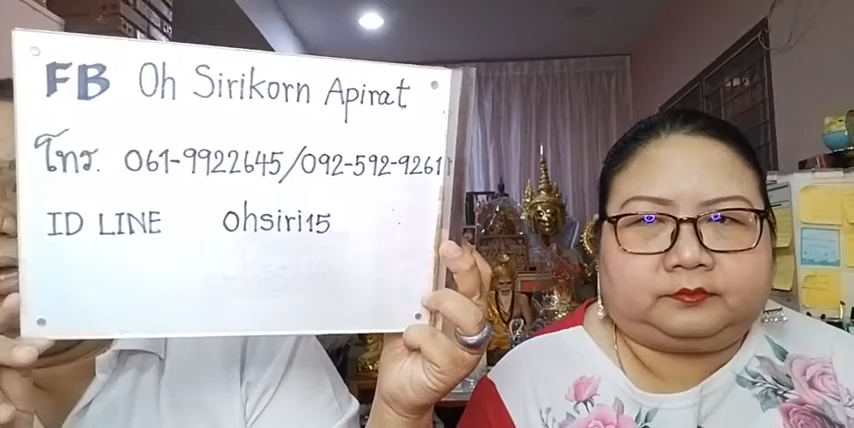 FB Oh Sirikorn Apirat
โทร. 061-9922645/092-592-9261
ID LINE ohsiri15